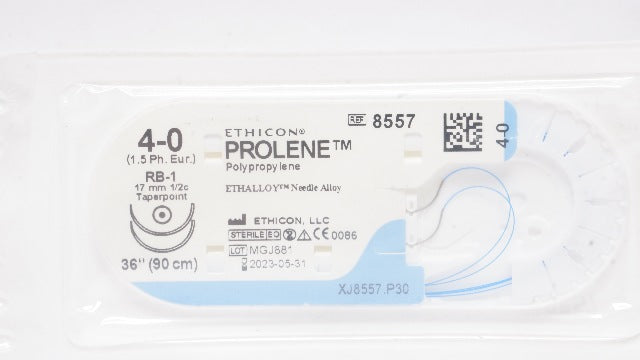 4-0
(1.5 Ph. Eur.)
RB-1
17 mm 1/2c
Taperpoint
36" (90 cm)
ETHICON®
PROLENE™
Polypropylene
ETHALLOY™ Needle Alloy
ETHICON, LLC
STERILE EO 2 CE 0086
LOT MGJ881
2023-05-31
REF 8557
4-0
XJ8557.P30